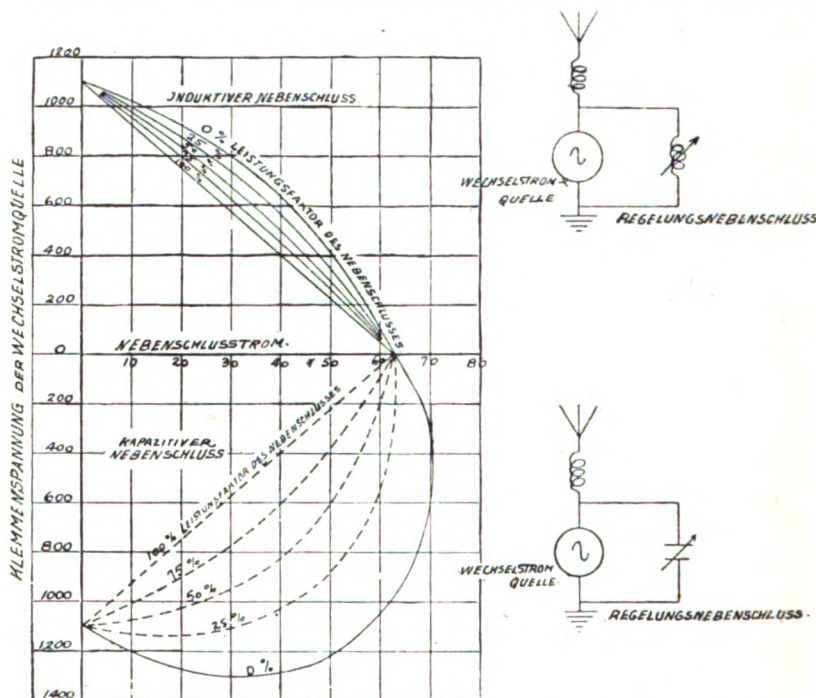 KLEMMENSPANNUNG DER WECHSELSTROMQUELLE
1200
1000
800
600
400
200
0
200
400
600
800
1000
1200
1400
INDUKTIVER NEBENSCHLUSS
0% LEISTUNGSFAKTOR DES NEBENSCHLUSSES
25
100%
NEBENSCHLUSSTROM.
10 20 30 40 50 60 70 80
KAPAZITIVER
NEBENSCHLUSS
100% LEISTUNGSFAKTOR DES NEBENSCHLUSSES
75%
50%
25%
0%
WECHSELSTROM-
QUELLE
REGELUNGSNEBENSCHLUSS
WECHSELSTROM
QUELLE.
REGELUNGSNEBENSCHLUSS.